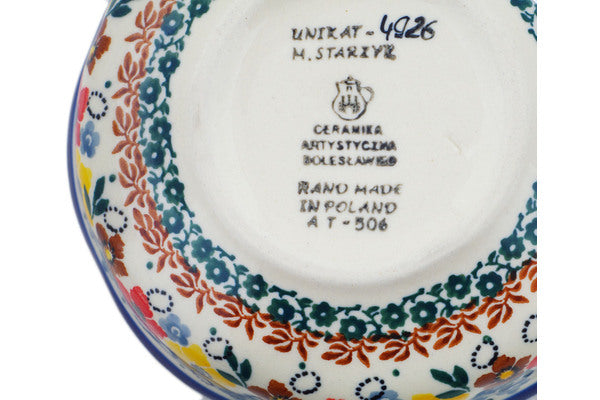 UNIKAT - 4926
M. STARZYK
CERAMIKA
ARTYSTYCZNA
BOLESŁAWIEC
HAND MADE
IN POLAND
A T - 506